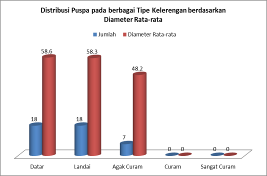 Distribusi Puspa pada berbagai Tipe Kelerengan berdasarkan
Diameter Rata-rata
Jumlah Diameter Rata-rata
58.6 58.3 48.2
18 18 7 0 0 0 0
Datar Landai Agak Curam Curam Sangat Curam